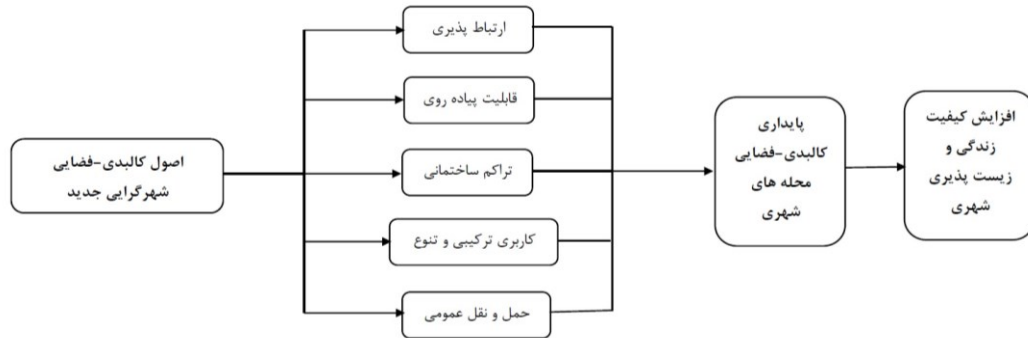 اصول کالبدی-فضایی
شهرگرایی جدید
ارتباط پذیری
قابلیت پیاده روی
تراکم ساختمانی
کاربری ترکیبی و تنوع
حمل و نقل عمومی
پایداری
کالبدی-فضایی
محله های
شهری
افزایش کیفیت
زندگی و
زیست پذیری
شهری